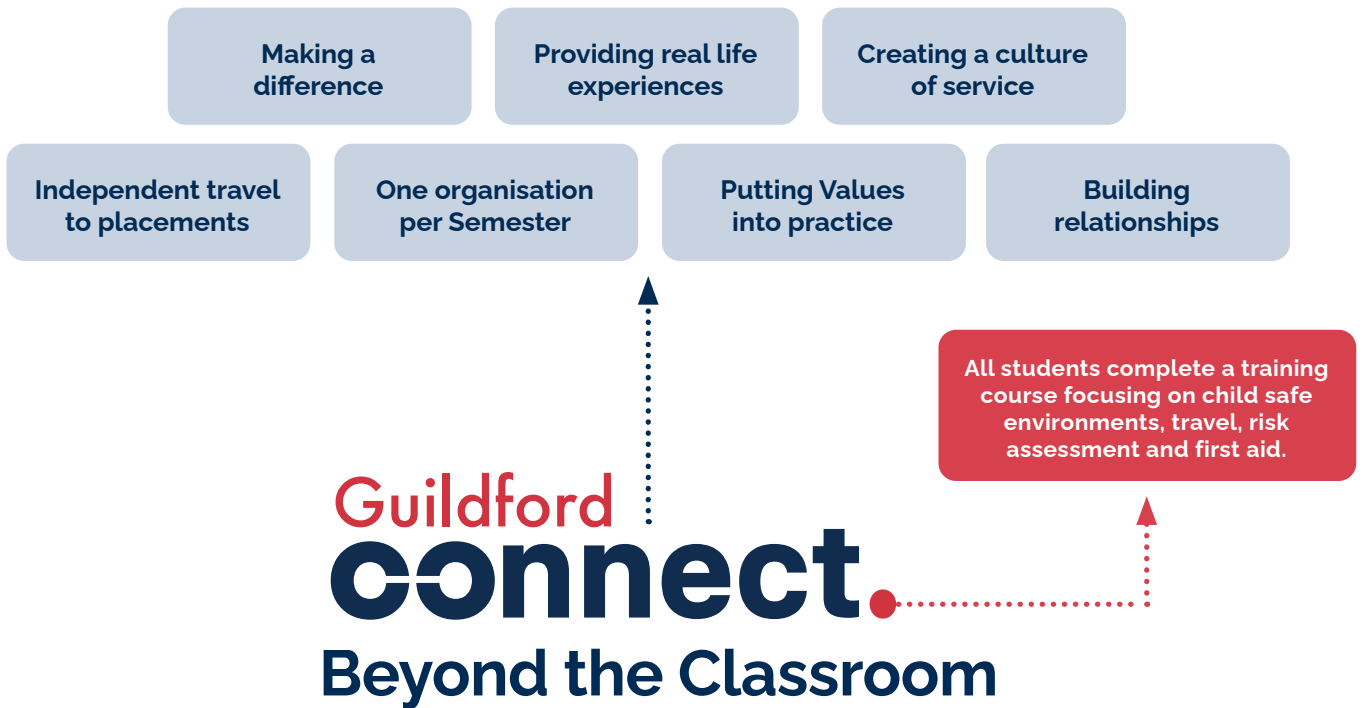 Making a
difference
Providing real life
experiences
Creating a culture
of service
Independent travel
to placements
One organisation
per Semester
Putting Values
into practice
Building
relationships
All students complete a training
course focusing on child safe
environments, travel, risk
assessment and first aid.
Guildford
connect.
Beyond the Classroom